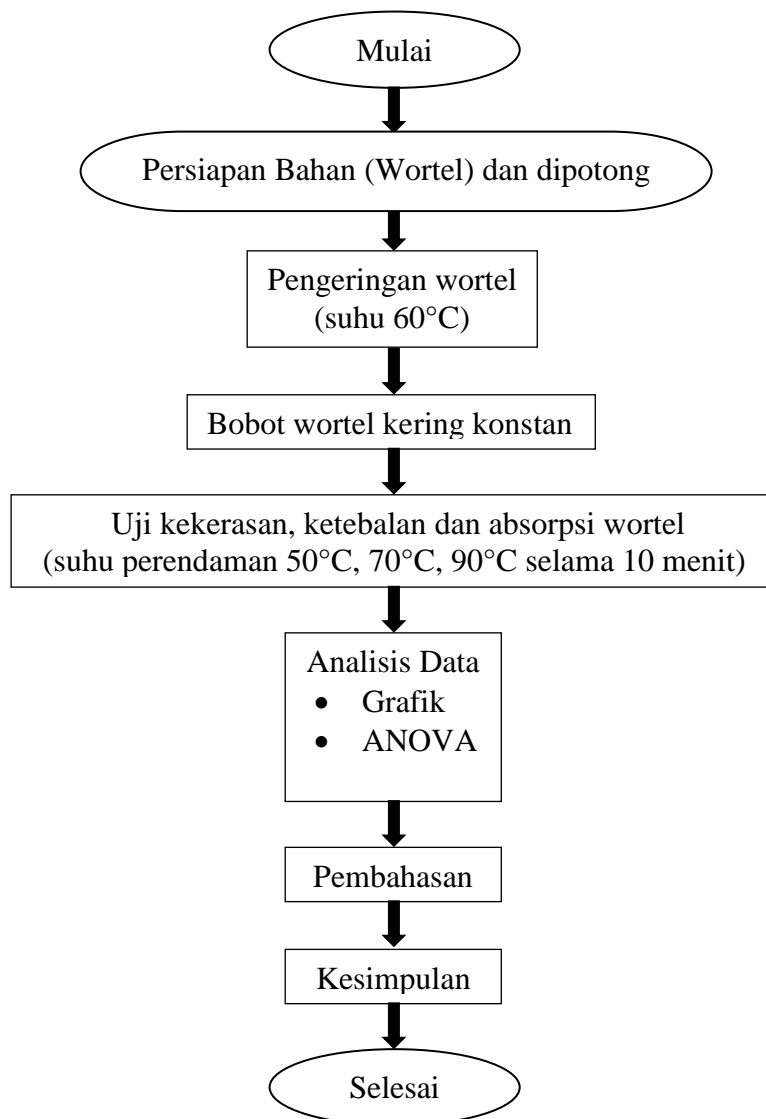 Mulai
Persiapan Bahan (Wortel) dan dipotong
Pengeringan wortel
(suhu 60°C)
Bobot wortel kering konstan
Uji kekerasan, ketebalan dan absorpsi wortel
(suhu perendaman 50°C, 70°C, 90°C selama 10 menit)
Analisis Data
• Grafik
• ANOVA
Pembahasan
Kesimpulan
Selesai